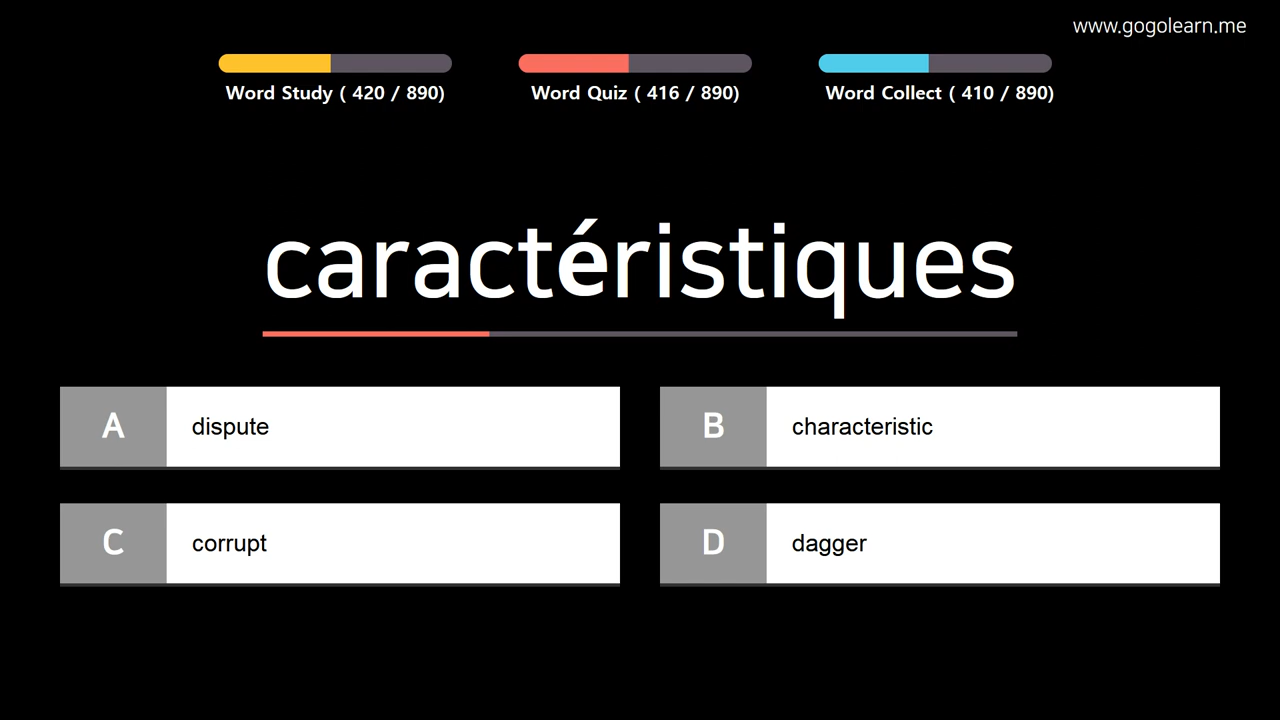 www.gogolearn.me
Word Study ( 420 / 890)
Word Quiz ( 416 / 890)
Word Collect ( 410 / 890)
caractéristiques
A dispute
B characteristic
C corrupt
D dagger